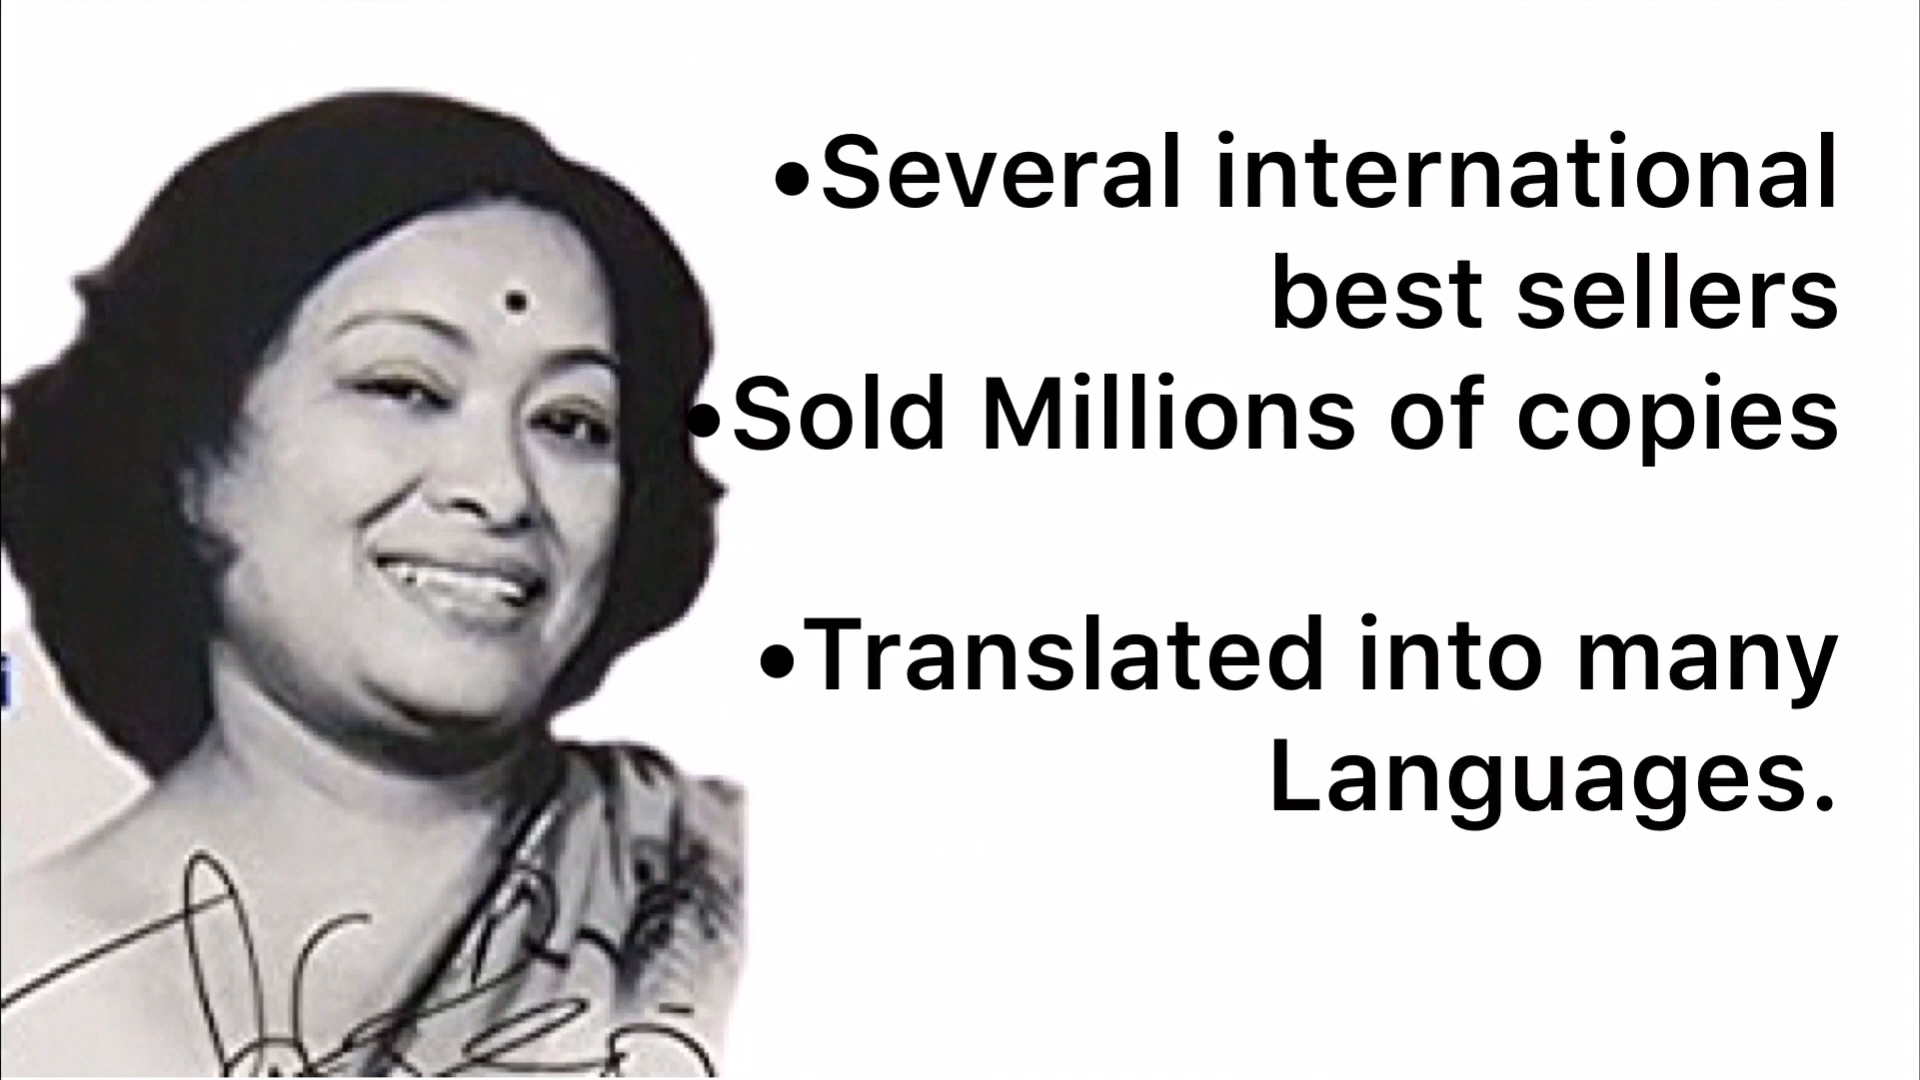 •Several international
best sellers
•Sold Millions of copies
•Translated into many
Languages.